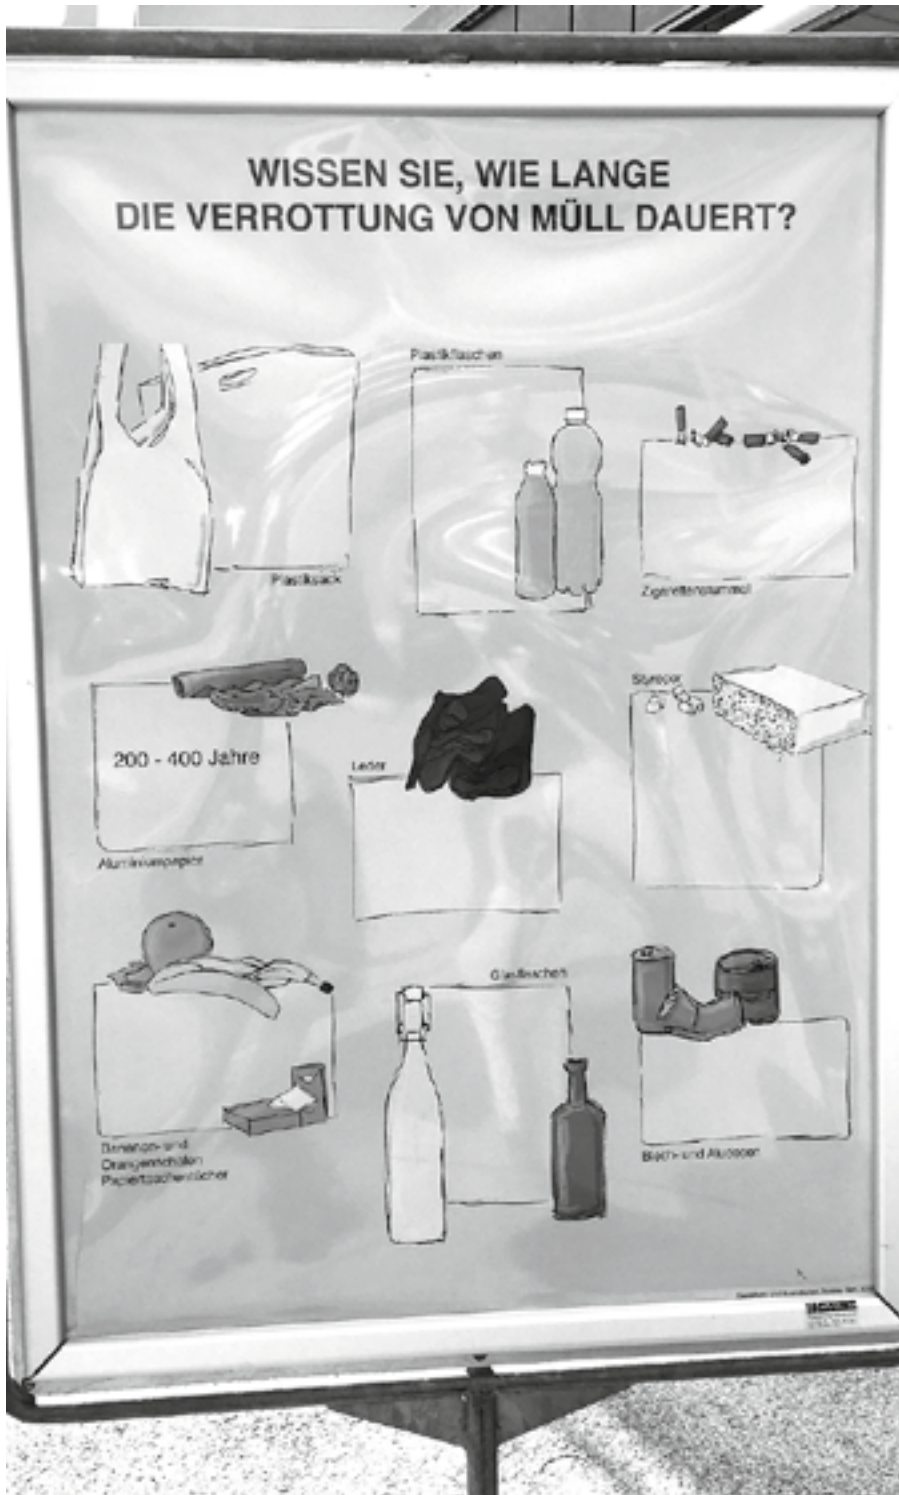 WISSEN SIE, WIE LANGE
DIE VERROTTUNG VON MÜLL DAUERT?
Plastikflaschen
Plastiksack
Zigarettenstummel
200 - 400 Jahre
Aluminiumpapier
Leder
Styropor
Bananen- und
Orangenschalen
Papiertaschentücher
Glasflaschen
Blech- und Aludosen